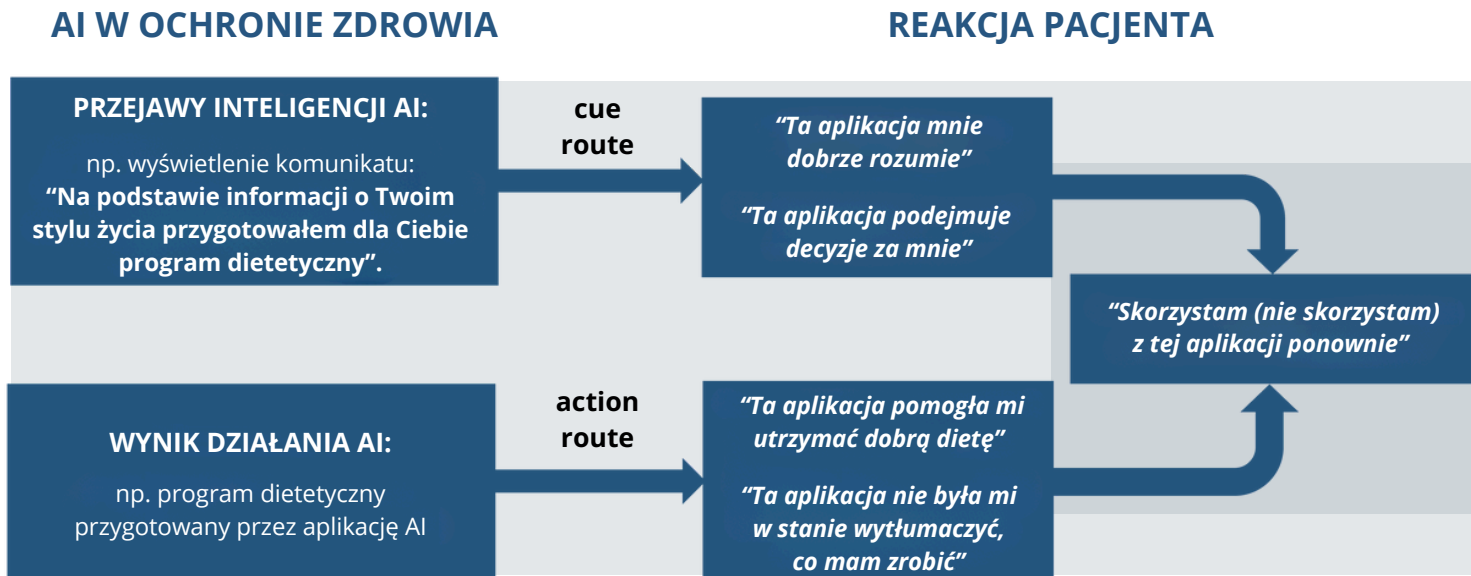 AI W OCHRONIE ZDROWIA
REAKCJA PACJENTA
PRZEJAWY INTELIGENCJI AI:
np. wyświetlenie komunikatu:
“Na podstawie informacji o Twoim
stylu życia przygotowałem dla Ciebie
program dietetyczny”.
cue
route
“Ta aplikacja mnie
dobrze rozumie”
“Ta aplikacja podejmuje
decyzje za mnie”
“Skorzystam (nie skorzystam)
z tej aplikacji ponownie”
WYNIK DZIAŁANIA AI:
np. program dietetyczny
przygotowany przez aplikację AI
action
route
“Ta aplikacja pomogła mi
utrzymać dobrą dietę”
“Ta aplikacja nie była mi
w stanie wytłumaczyć,
co mam zrobić”